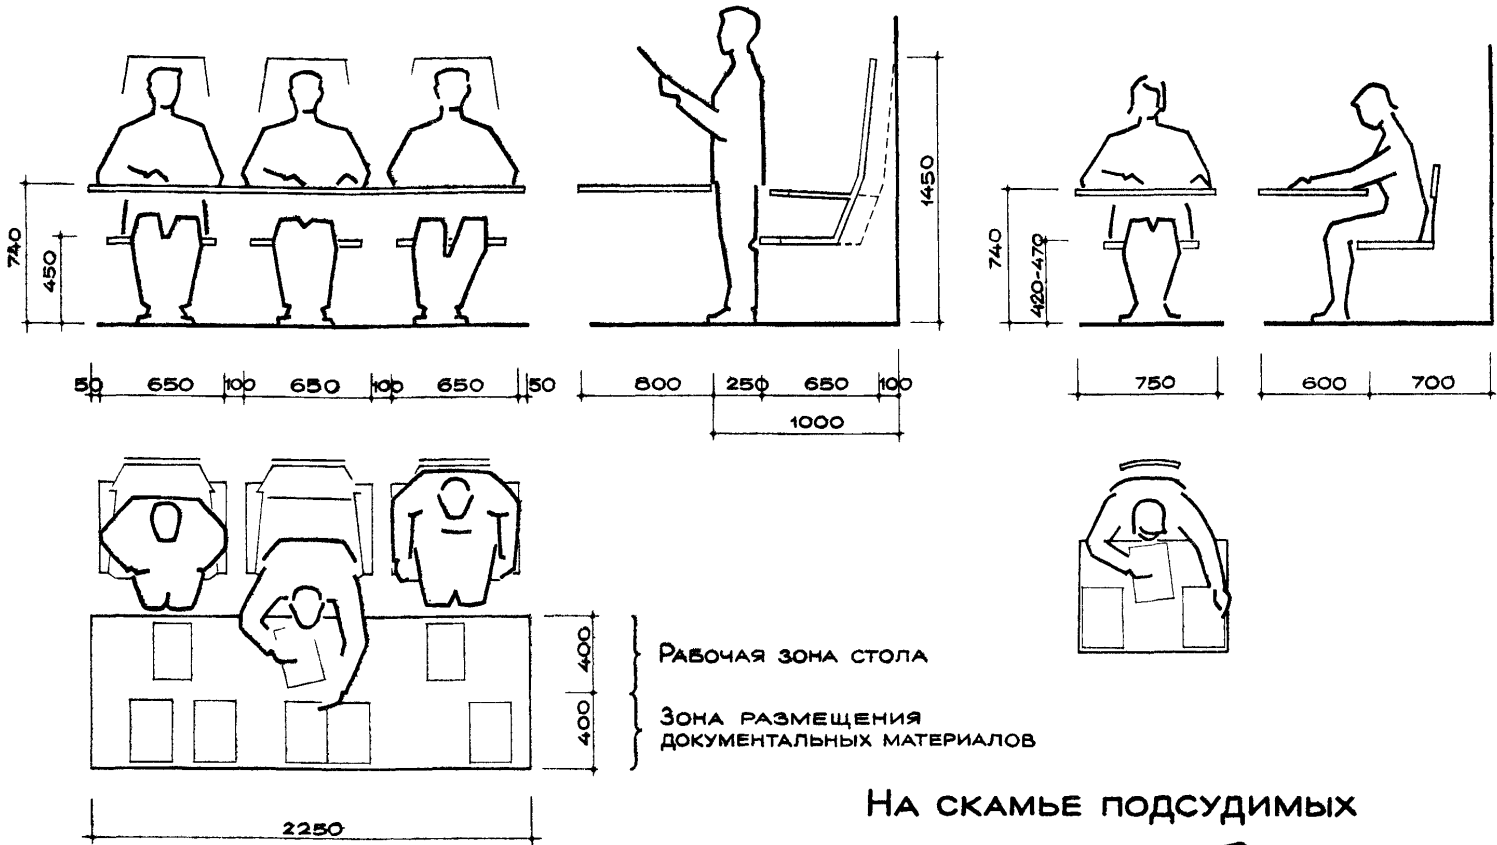 1450
740
450
740
420-470
50 650 100 650 100 650 50
800 250 650 100
1000
750
600 700
400
400
Рабочая зона стола
Зона размещения
документальных материалов
2250
На скамье подсудимых